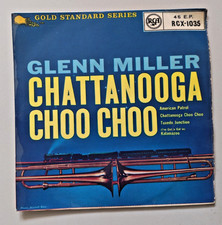 GOLD STANDARD SERIES
RCA
45 E.P.
RCX-1035
GLENN MILLER
CHATTANOOGA
CHOO CHOO
American Patrol
Chattanooga Choo Choo
Tuxedo Junction
(I've Got a Gal in)
Kalamazoo